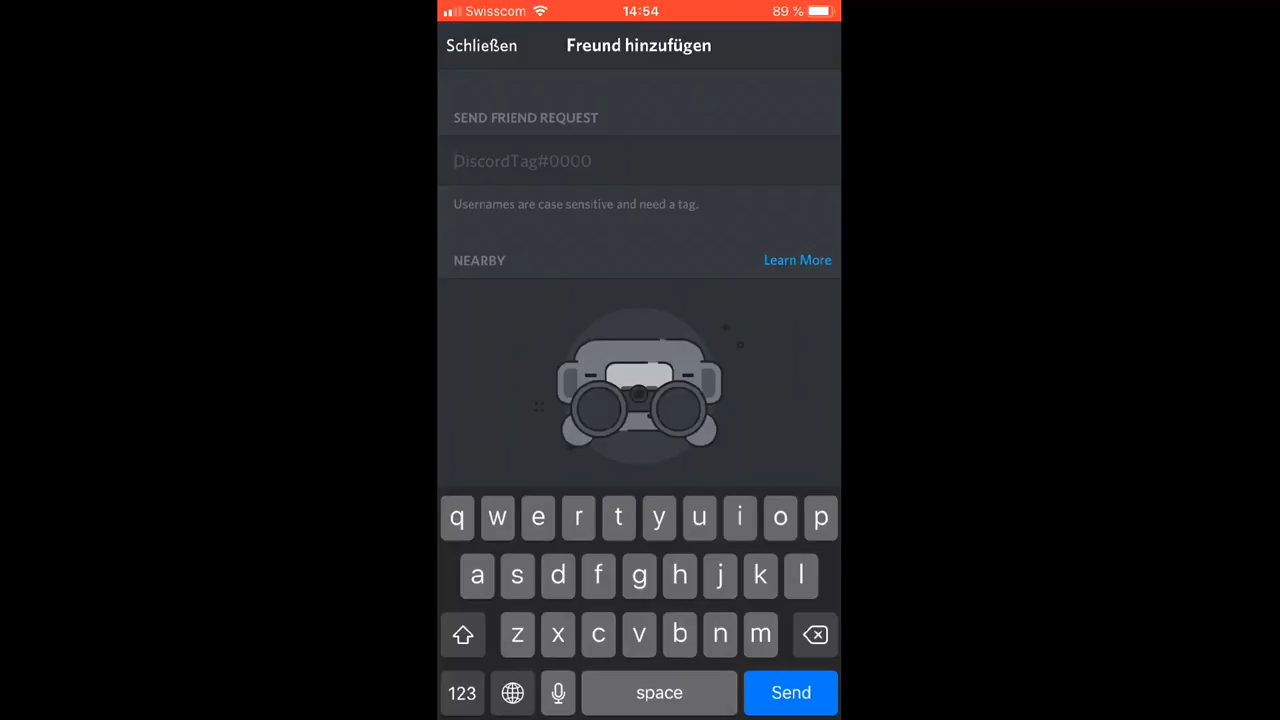 Swisscom 14:54 89 %
Schließen Freund hinzufügen
SEND FRIEND REQUEST
DiscordTag#0000
Usernames are case sensitive and need a tag.
NEARBY Learn More
q w e r t y u i o p
a s d f g h j k l
z x c v b n m
123 space Send